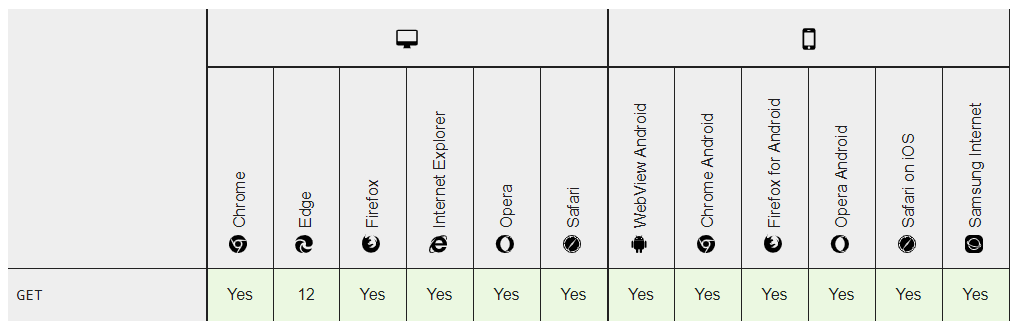 Chrome
Edge
Firefox
Internet Explorer
Opera
Safari
WebView Android
Chrome Android
Firefox for Android
Opera Android
Safari on iOS
Samsung Internet
GET Yes 12 Yes Yes Yes Yes Yes Yes Yes Yes Yes Yes